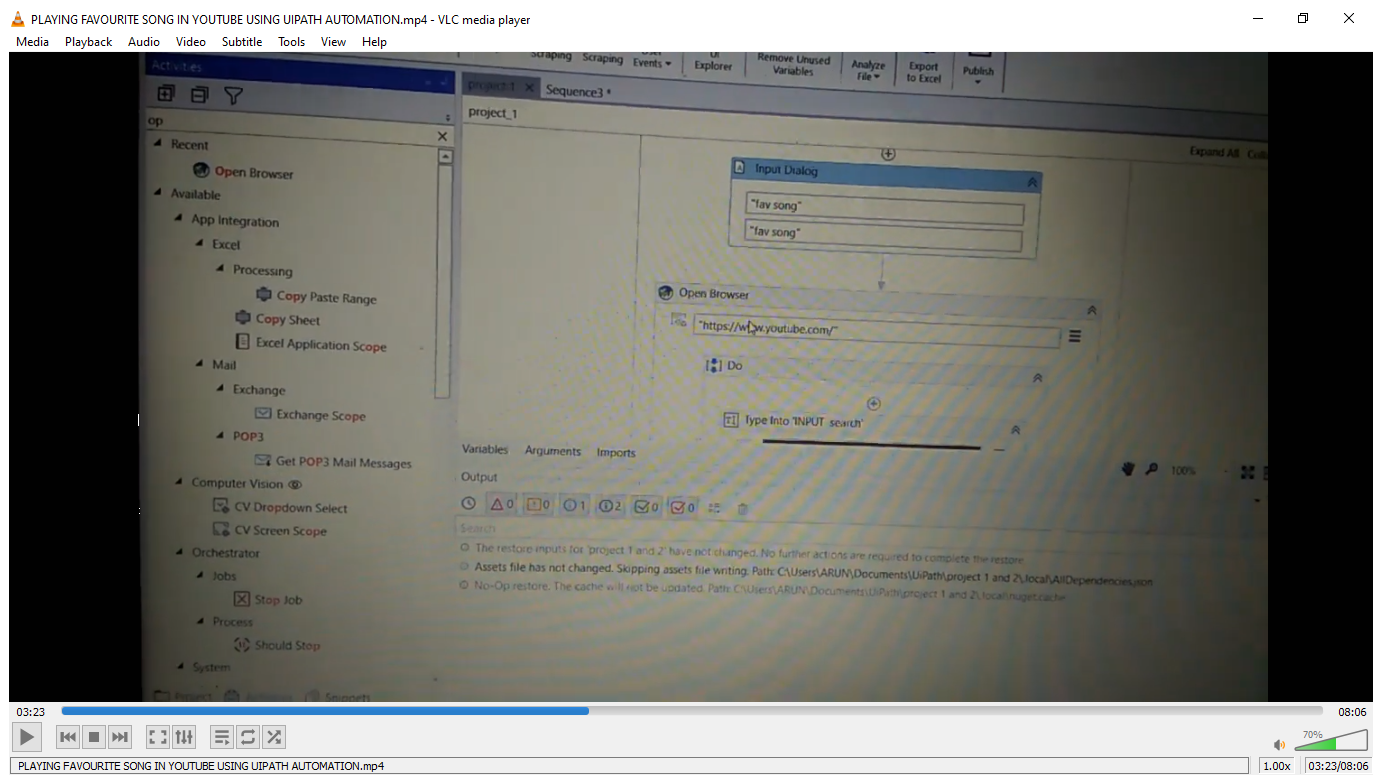 PLAYING FAVOURITE SONG IN YOUTUBE USING UIPATH AUTOMATION.mp4 - VLC media player
Media Playback Audio Video Subtitle Tools View Help
Activities
Scraping Scraping Events Explorer Remove Unused Variables Analyze File Export to Excel Publish
project 1 Sequence3 *
op
project_1
Expand All
Recent
Open Browser
Available
App Integration
Excel
Processing
Copy Paste Range
Copy Sheet
Excel Application Scope
Mail
Exchange
Exchange Scope
POP3
Get POP3 Mail Messages
Computer Vision
CV Dropdown Select
CV Screen Scope
Orchestrator
Jobs
Stop Job
Process
Should Stop
System
Project Snippets
Input Dialog
"fav song"
"fav song"
Open Browser
"https://www.youtube.com/"
Do
Type Into 'INPUT search'
Variables Arguments Imports
100%
Output
0 0 1 2 0 0
Search
The restore inputs for 'project 1 and 2' have not changed. No further actions are required to complete the restore
Assets file has not changed. Skipping assets file writing. Path: C:\Users\ARUN\Documents\UiPath\project 1 and 2\.local\AllDependencies.json
No-Op restore. The cache will not be updated. Path: C:\Users\ARUN\Documents\UiPath\project 1 and 2\.local\nuget.cache
03:23 08:06
70%
PLAYING FAVOURITE SONG IN YOUTUBE USING UIPATH AUTOMATION.mp4 1.00x 03:23/08:06